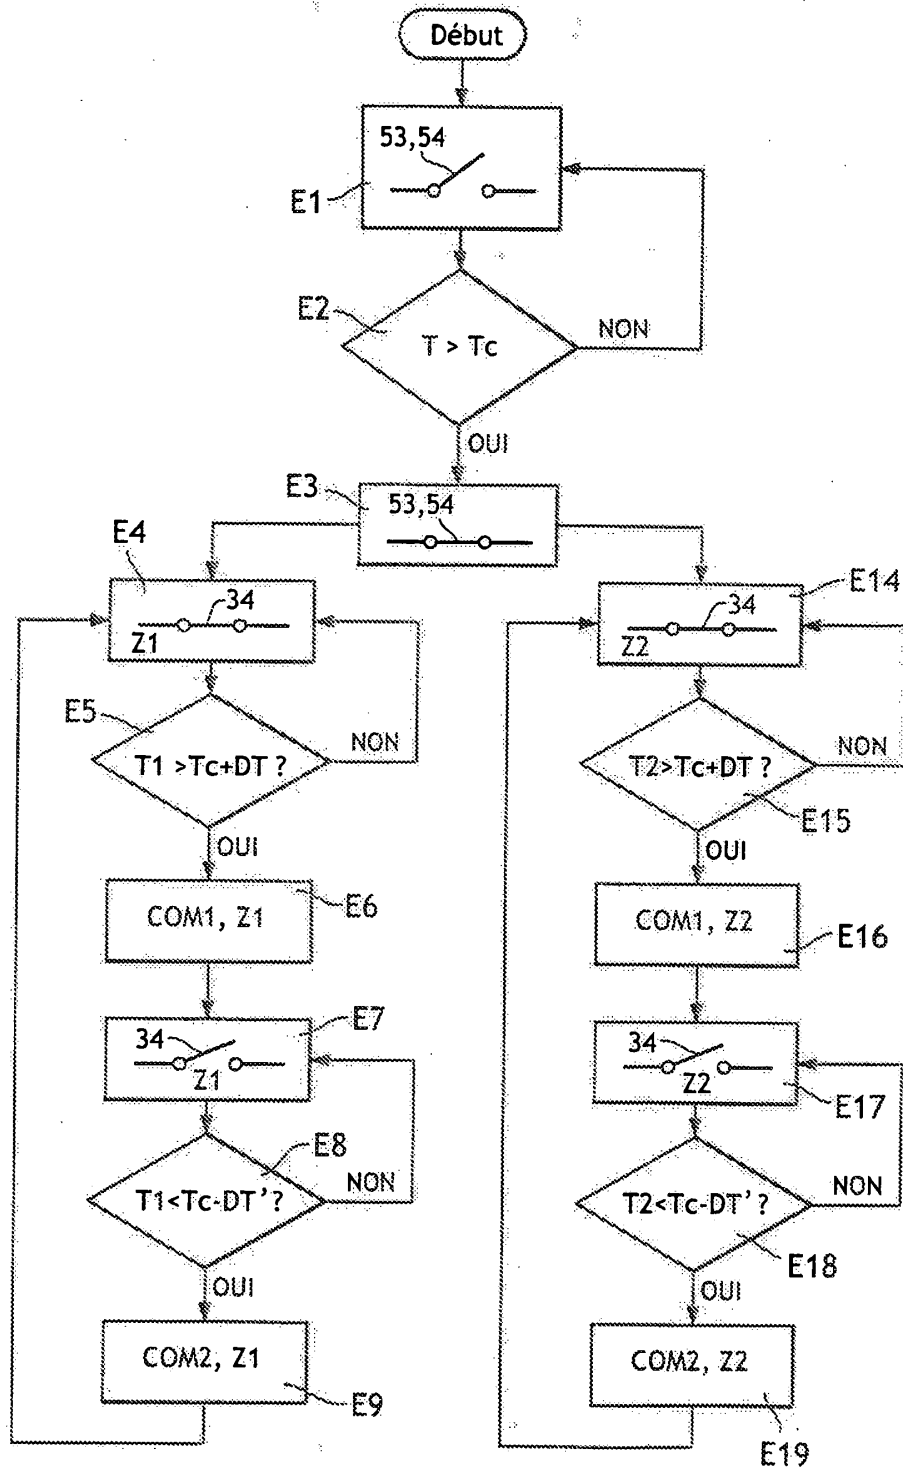 Début
53,54
E1
E2
T > Tc
NON
OUI
E3
53,54
E4
34
Z1
E14
34
Z2
E5
T1 >Tc+DT ?
NON
T2>Tc+DT ?
NON
E15
OUI
OUI
COM1, Z1
E6
COM1, Z2
E16
E7
34
Z1
34
Z2
E17
E8
T1<Tc-DT' ?
NON
T2<Tc-DT' ?
NON
E18
OUI
OUI
COM2, Z1
E9
COM2, Z2
E19